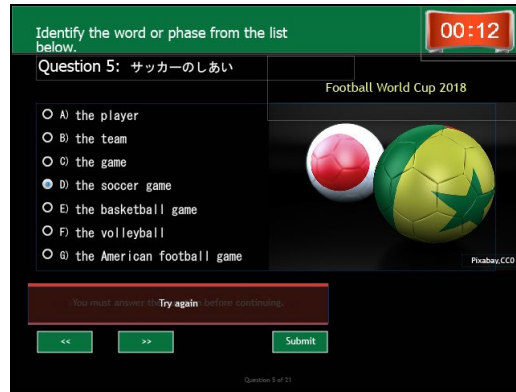 Identify the word or phase from the list
below.
00:12
Question 5: サッカーのしあい
Football World Cup 2018
A) the player
B) the team
C) the game
D) the soccer game
E) the basketball game
F) the volleyball
G) the American football game
Pixabay,CC0
You must answer the before continuing.
Try again
<<
>>
Submit
Question 5 of 21